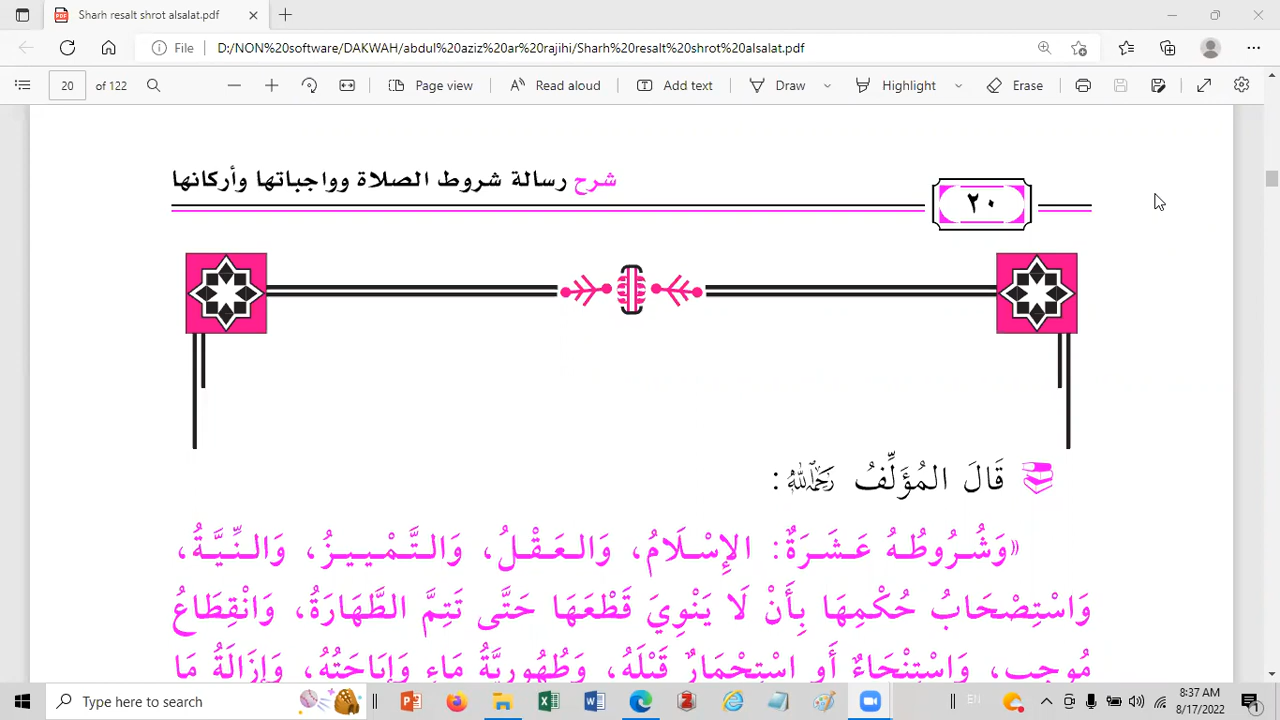 Sharh resalt shrot alsalat.pdf
File D:/NON%20software/DAKWAH/abdul%20aziz%20ar%20rajihi/Sharh%20resalt%20shrot%20alsalat.pdf
20 of 122 Page view Read aloud Add text Draw Highlight Erase
شرح رسالة شروط الصلاة وواجباتها وأركانها
٢٠
قَالَ المُؤَلِّفُ رَحِمَهُ اللهُ:
«وَشُرُوطُهُ عَشَرَةٌ: الإِسْلَامُ، وَالعَقْلُ، وَالتَّمْيِيزُ، وَالنِّيَّةُ،
وَاسْتِصْحَابُ حُكْمِهَا بِأَنْ لَا يَنْوِيَ قَطْعَهَا حَتَّى تَتِمَّ الطَّهَارَةُ، وَانْقِطَاعُ
مُوجِبٍ، وَاسْتِنْجَاءٌ أَو اسْتِجْمَارٌ قَبْلَهُ، وَطُهُورِيَّةُ مَاءٍ وَإِبَاحَتُهُ، وَإِزَالَةُ مَا
Type here to search
EN
8:37 AM
8/17/2022
1